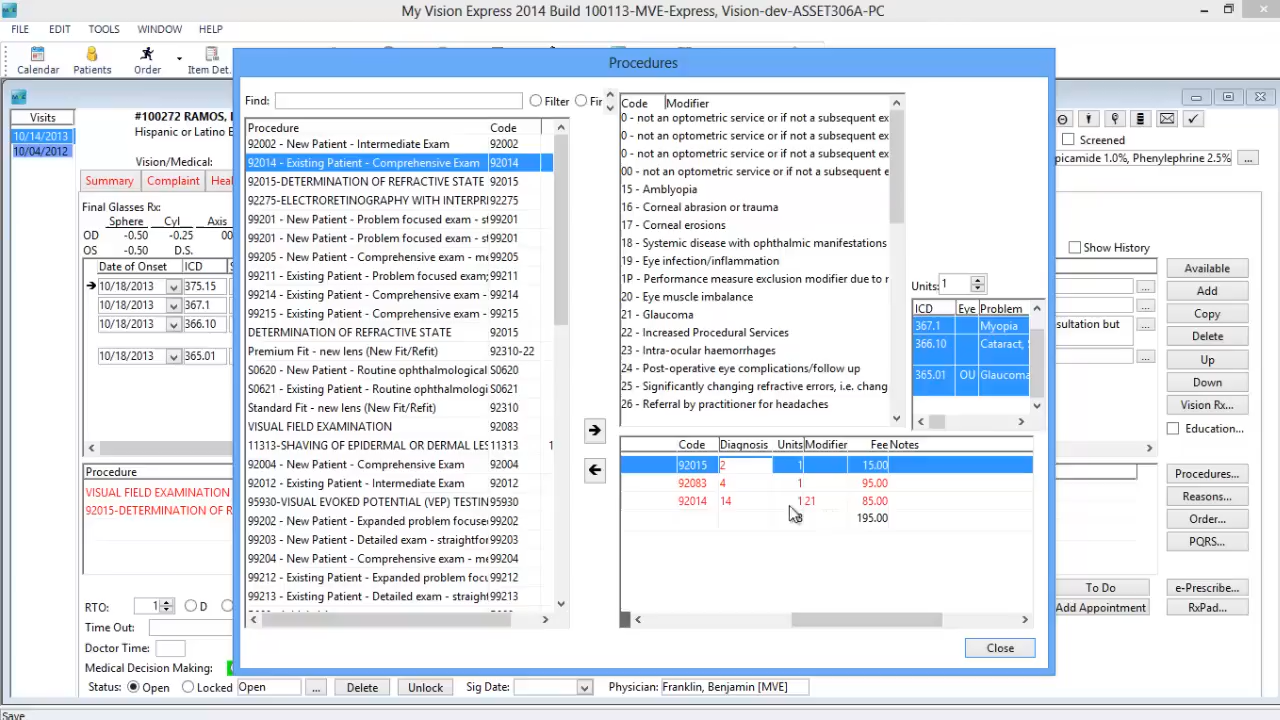 My Vision Express 2014 Build 100113-MVE-Express, Vision-dev-ASSET306A-PC
FILE EDIT TOOLS WINDOW HELP
Calendar Patients Order Item Det.
Procedures
Visits
10/14/2013
10/04/2012
#100272 RAMOS,
Hispanic or Latino
Vision/Medical:
Summary Complaint Heal
Final Glasses Rx:
Sphere Cyl Axis
OD -0.50 -0.25 00
OS -0.50 D.S.
Date of Onset ICD
10/18/2013 375.15
10/18/2013 367.1
10/18/2013 366.10
10/18/2013 365.01
Procedure
VISUAL FIELD EXAMINATION
92015-DETERMINATION OF R
RTO: 1 D
Time Out:
Doctor Time:
Medical Decision Making:
Status: Open Locked Open ... Delete Unlock Sig Date: Physician: Franklin, Benjamin [MVE]
Save
Find: Filter Fir
Procedure Code
92002 - New Patient - Intermediate Exam 92002
92014 - Existing Patient - Comprehensive Exam 92014
92015-DETERMINATION OF REFRACTIVE STATE 92015
92275-ELECTRORETINOGRAPHY WITH INTERPRI 92275
99201 - New Patient - Problem focused exam - st 99201
99201 - New Patient - Problem focused exam - st 99201
99205 - New Patient - Comprehensive exam - me 99205
99211 - Existing Patient - Problem focused exam; 99211
99214 - Existing Patient - Comprehensive exam - 99214
99215 - Existing Patient - Comprehensive exam - 99215
DETERMINATION OF REFRACTIVE STATE 92015
Premium Fit - new lens (New Fit/Refit) 92310-22
S0620 - New Patient - Routine ophthalmological S0620
S0621 - Existing Patient - Routine ophthalmolog S0621
Standard Fit - new lens (New Fit/Refit) 92310
VISUAL FIELD EXAMINATION 92083
11313-SHAVING OF EPIDERMAL OR DERMAL LES 11313 1
92004 - New Patient - Comprehensive Exam 92004
92012 - Existing Patient - Intermediate Exam 92012
95930-VISUAL EVOKED POTENTIAL (VEP) TESTIN 95930
99202 - New Patient - Expanded problem focuse 99202
99203 - New Patient - Detailed exam - straightfor 99203
99204 - New Patient - Comprehensive exam - me 99204
99212 - Existing Patient - Expanded problem focu 99212
99213 - Existing Patient - Detailed exam - straigh 99213
Code Modifier
0 - not an optometric service or if not a subsequent ex
0 - not an optometric service or if not a subsequent ex
0 - not an optometric service or if not a subsequent ex
00 - not an optometric service or if not a subsequent e
15 - Amblyopia
16 - Corneal abrasion or trauma
17 - Corneal erosions
18 - Systemic disease with ophthalmic manifestations
19 - Eye infection/inflammation
1P - Performance measure exclusion modifier due to r
20 - Eye muscle imbalance
21 - Glaucoma
22 - Increased Procedural Services
23 - Intra-ocular haemorrhages
24 - Post-operative eye complications/follow up
25 - Significantly changing refractive errors, i.e. chang
26 - Referral by practitioner for headaches
Units: 1
ICD Eye Problem
367.1 Myopia
366.10 Cataract,
365.01 OU Glaucoma
Code Diagnosis Units Modifier Fee Notes
92015 2 1 15.00
92083 4 1 95.00
92014 14 1 21 85.00
195.00
Close
Screened
picamide 1.0%, Phenylephrine 2.5% ...
Show History
sultation but
Available
Add
Copy
Delete
Up
Down
Vision Rx...
Education...
Procedures...
Reasons...
Order...
PQRS...
To Do e-Prescribe...
Add Appointment RxPad...